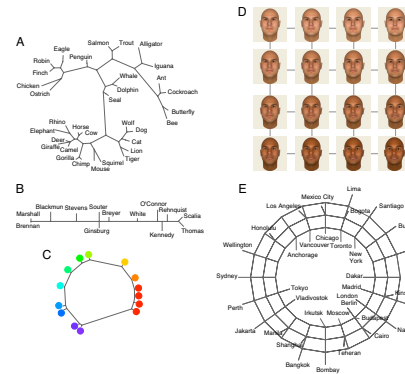 A
Salmon
Trout
Alligator
Eagle
Penguin
Robin
Finch
Iguana
Ant
Whale
Cockroach
Chicken
Dolphin
Ostrich
Seal
Butterfly
Bee
Rhino
Wolf
Elephant
Horse
Cow
Dog
Deer
Cat
Giraffe
Camel
Lion
Gorilla
Chimp
Squirrel
Tiger
Mouse
B
O'Connor
Blackmun
Stevens
Souter
Rehnquist
Marshall
Breyer
White
Scalia
Brennan
Ginsburg
Kennedy
Thomas
C
D
E
Lima
Mexico City
Los Angeles
Bogota
Santiago
Honolulu
Chicago
Vancouver
Toronto
Wellington
Anchorage
New
York
Sydney
Dakar
Tokyo
Madrid
Vladivostok
London
Berlin
Perth
Irkutsk
Moscow
Budapest
Jakarta
Manila
Cairo
Shanghai
Teheran
Bangkok
Bombay